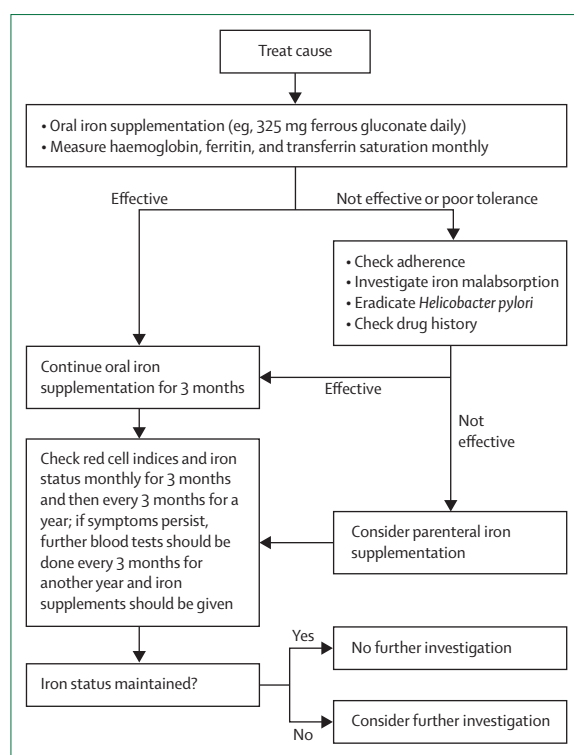 Treat cause
• Oral iron supplementation (eg, 325 mg ferrous gluconate daily)
• Measure haemoglobin, ferritin, and transferrin saturation monthly
Effective
Not effective or poor tolerance
• Check adherence
• Investigate iron malabsorption
• Eradicate Helicobacter pylori
• Check drug history
Continue oral iron
supplementation for 3 months
Effective
Not
effective
Check red cell indices and iron
status monthly for 3 months
and then every 3 months for a
year; if symptoms persist,
further blood tests should be
done every 3 months for
another year and iron
supplements should be given
Consider parenteral iron
supplementation
Iron status maintained?
Yes
No further investigation
No
Consider further investigation